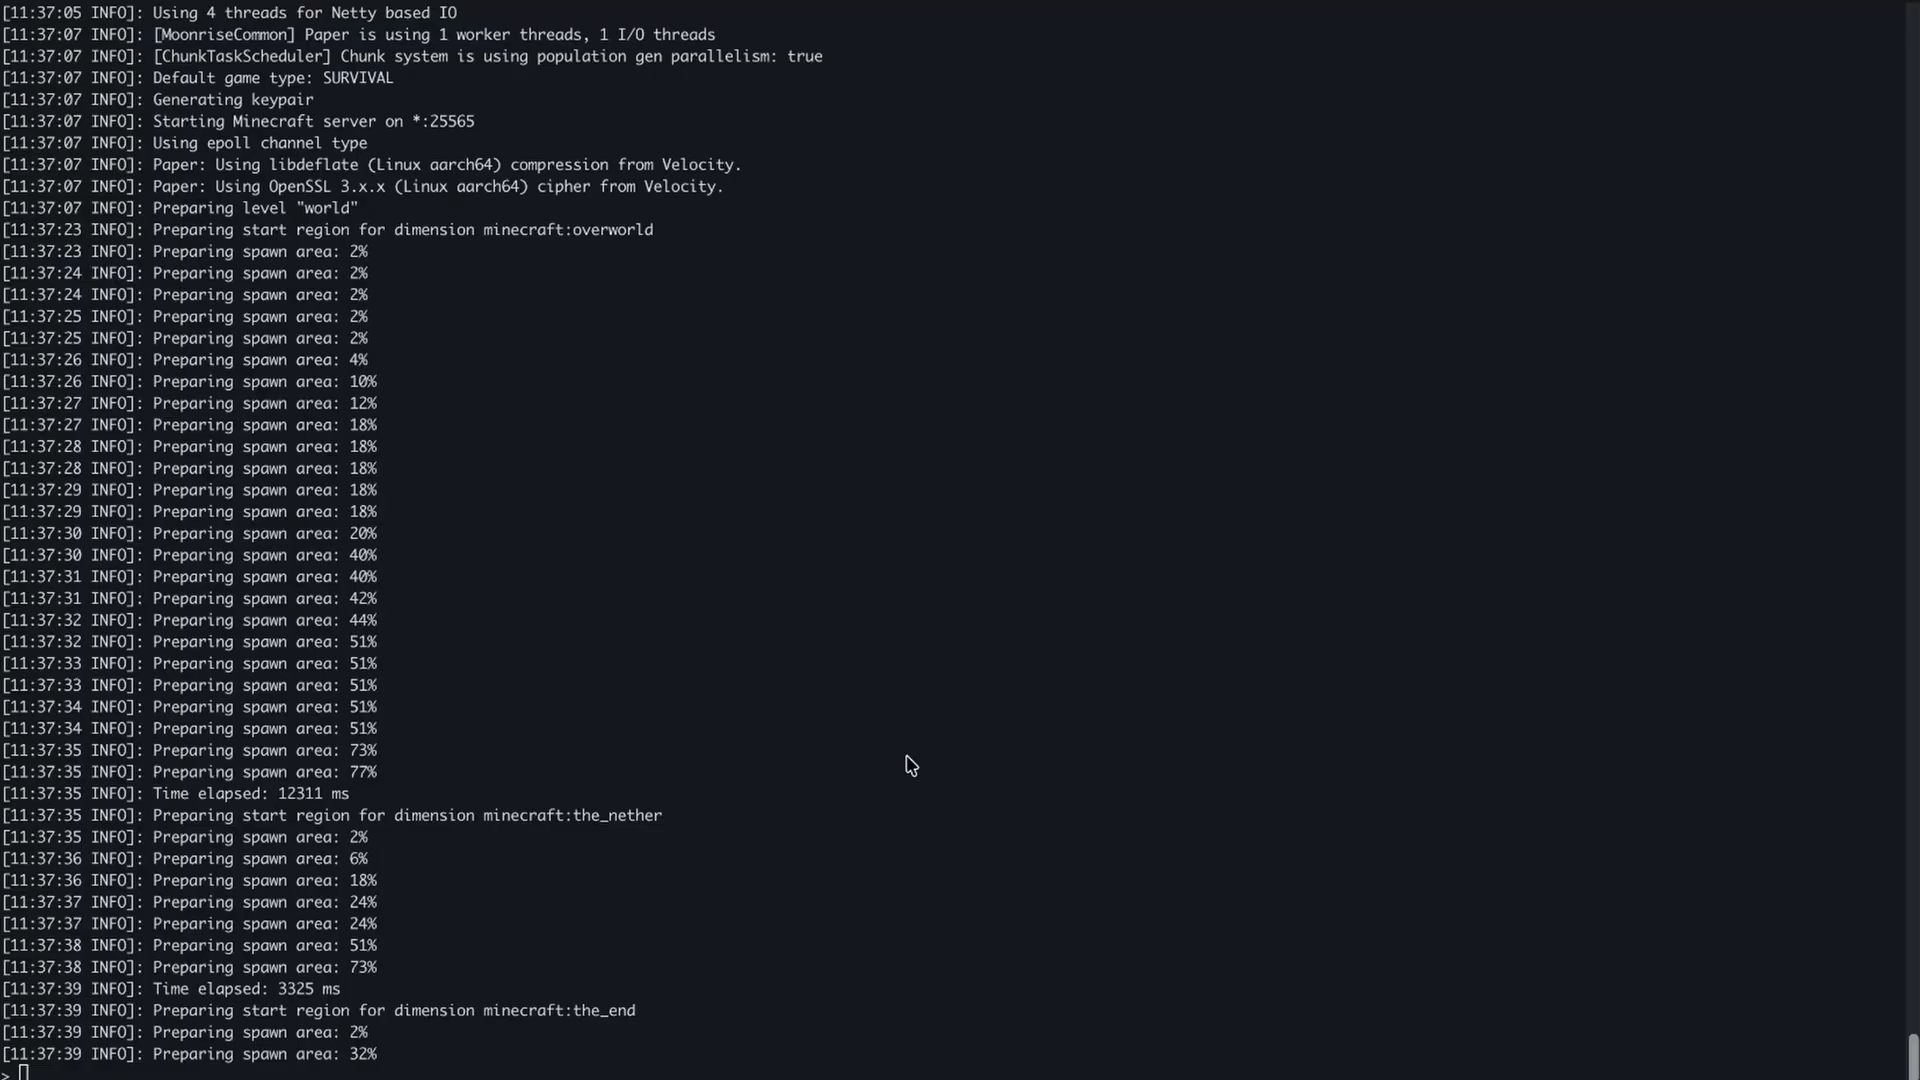 [11:37:05 INFO]: Using 4 threads for Netty based IO
[11:37:07 INFO]: [MoonriseCommon] Paper is using 1 worker threads, 1 I/O threads
[11:37:07 INFO]: [ChunkTaskScheduler] Chunk system is using population gen parallelism: true
[11:37:07 INFO]: Default game type: SURVIVAL
[11:37:07 INFO]: Generating keypair
[11:37:07 INFO]: Starting Minecraft server on *:25565
[11:37:07 INFO]: Using epoll channel type
[11:37:07 INFO]: Paper: Using libdeflate (Linux aarch64) compression from Velocity.
[11:37:07 INFO]: Paper: Using OpenSSL 3.x.x (Linux aarch64) cipher from Velocity.
[11:37:07 INFO]: Preparing level "world"
[11:37:23 INFO]: Preparing start region for dimension minecraft:overworld
[11:37:23 INFO]: Preparing spawn area: 2%
[11:37:24 INFO]: Preparing spawn area: 2%
[11:37:24 INFO]: Preparing spawn area: 2%
[11:37:25 INFO]: Preparing spawn area: 2%
[11:37:25 INFO]: Preparing spawn area: 2%
[11:37:26 INFO]: Preparing spawn area: 4%
[11:37:26 INFO]: Preparing spawn area: 10%
[11:37:27 INFO]: Preparing spawn area: 12%
[11:37:27 INFO]: Preparing spawn area: 18%
[11:37:28 INFO]: Preparing spawn area: 18%
[11:37:28 INFO]: Preparing spawn area: 18%
[11:37:29 INFO]: Preparing spawn area: 18%
[11:37:29 INFO]: Preparing spawn area: 18%
[11:37:30 INFO]: Preparing spawn area: 20%
[11:37:30 INFO]: Preparing spawn area: 40%
[11:37:31 INFO]: Preparing spawn area: 40%
[11:37:31 INFO]: Preparing spawn area: 42%
[11:37:32 INFO]: Preparing spawn area: 44%
[11:37:32 INFO]: Preparing spawn area: 51%
[11:37:33 INFO]: Preparing spawn area: 51%
[11:37:33 INFO]: Preparing spawn area: 51%
[11:37:34 INFO]: Preparing spawn area: 51%
[11:37:34 INFO]: Preparing spawn area: 51%
[11:37:35 INFO]: Preparing spawn area: 73%
[11:37:35 INFO]: Preparing spawn area: 77%
[11:37:35 INFO]: Time elapsed: 12311 ms
[11:37:35 INFO]: Preparing start region for dimension minecraft:the_nether
[11:37:35 INFO]: Preparing spawn area: 2%
[11:37:36 INFO]: Preparing spawn area: 6%
[11:37:36 INFO]: Preparing spawn area: 18%
[11:37:37 INFO]: Preparing spawn area: 24%
[11:37:37 INFO]: Preparing spawn area: 24%
[11:37:38 INFO]: Preparing spawn area: 51%
[11:37:38 INFO]: Preparing spawn area: 73%
[11:37:39 INFO]: Time elapsed: 3325 ms
[11:37:39 INFO]: Preparing start region for dimension minecraft:the_end
[11:37:39 INFO]: Preparing spawn area: 2%
[11:37:39 INFO]: Preparing spawn area: 32%
>